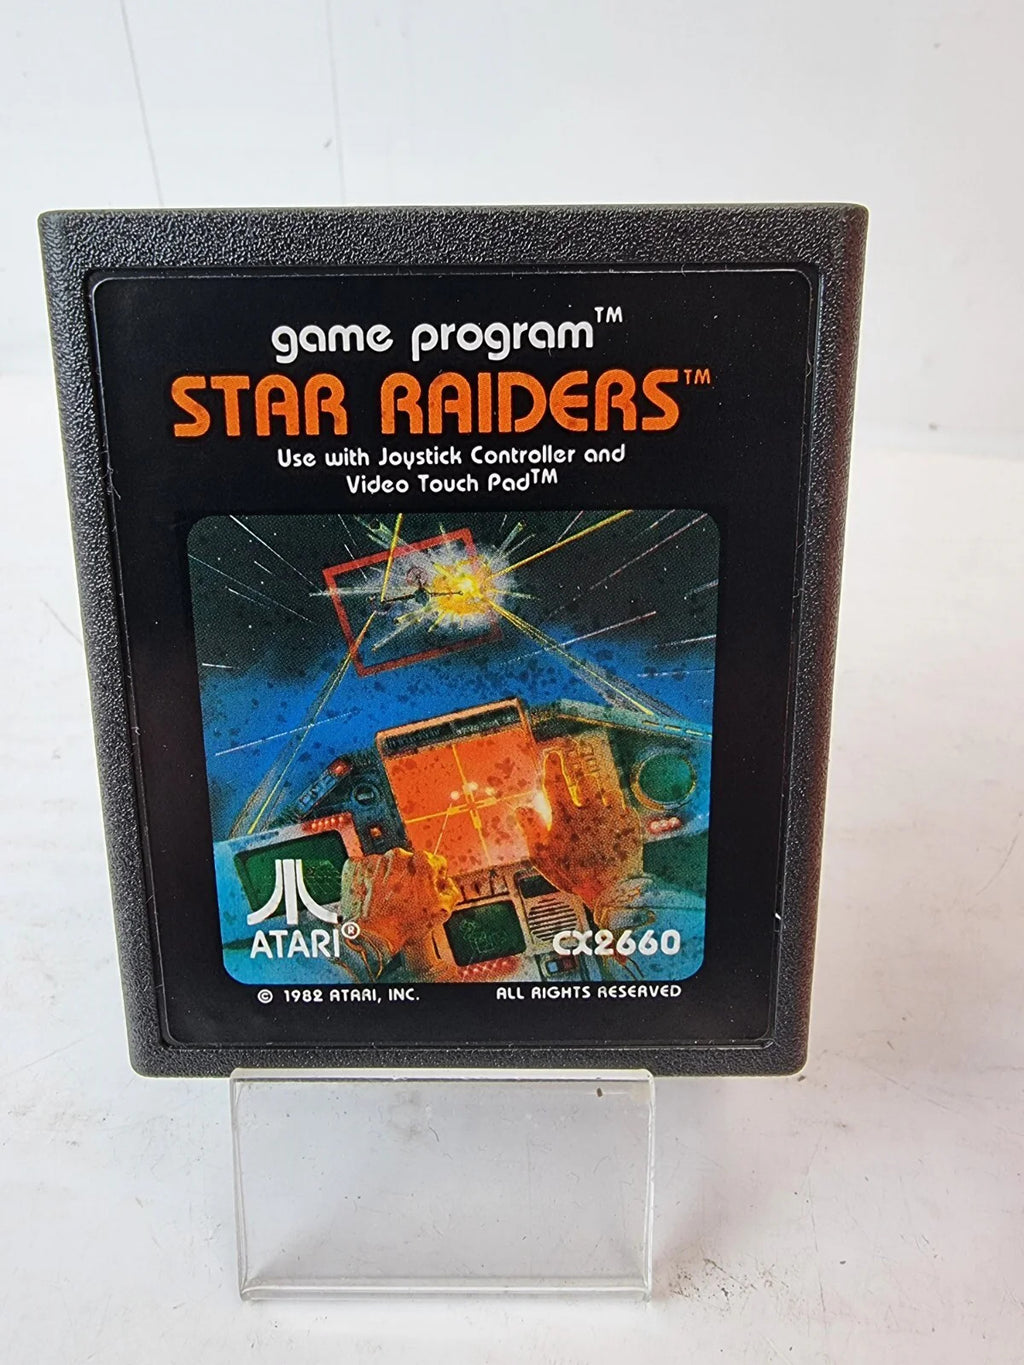 game program™
STAR RAIDERS™
Use with Joystick Controller and
Video Touch Pad™
ATARI®
CX2660
© 1982 ATARI, INC.
ALL RIGHTS RESERVED